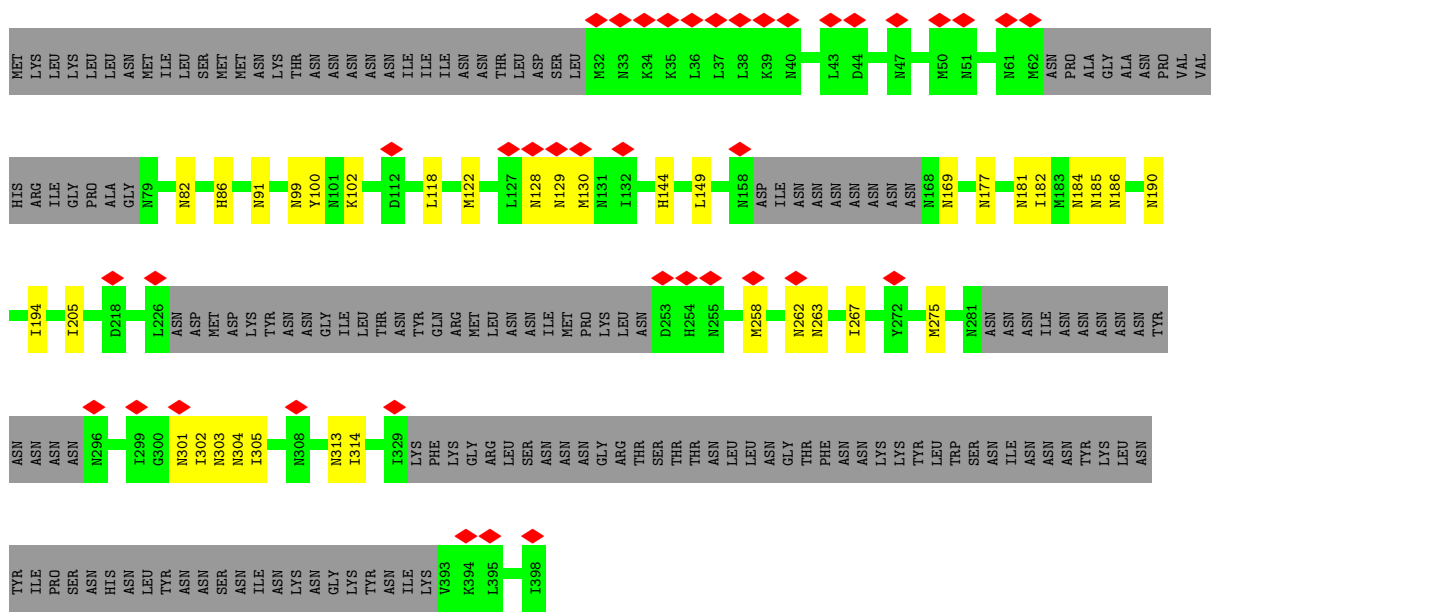 MET LYS LEU LYS LEU LEU ASN MET ILE LEU SER MET MET ASN LYS THR ASN ASN ASN ASN ASN ILE ILE ILE ASN ASN THR LEU ASP SER LEU M32 N33 K34 K35 L36 L37 L38 K39 N40 L43 D44 N47 M50 N51 N61 M62 ASN PRO ALA GLY ALA ASN PRO VAL VAL
HIS ARG ILE GLY PRO ALA GLY N79 N82 H86 N91 N99 Y100 N101 K102 D112 L118 M122 L127 N128 N129 M130 N131 I132 H144 L149 N158 ASP ILE ASN ASN ASN ASN ASN ASN ASN N168 N169 N177 N181 I182 M183 N184 N185 N186 N190
I194 I205 D218 L226 ASN ASP MET ASP LYS TYR ASN ASN GLY ILE LEU THR ASN TYR GLN ARG MET LEU ASN ASN ILE MET PRO LYS LEU ASN D253 H254 N255 M258 N262 N263 I267 Y272 M275 N281 ASN ASN ASN ILE ASN ASN ASN ASN ASN TYR
ASN ASN ASN ASN N296 I299 G300 N301 I302 N303 N304 I305 N308 N313 I314 I329 LYS PHE LYS GLY ARG LEU SER ASN ASN ASN GLY ARG THR SER THR THR ASN LEU LEU ASN GLY THR PHE ASN ASN LYS LYS TYR LEU TRP SER ASN ILE ASN ASN ASN TYR LYS LEU ASN
TYR ILE PRO SER ASN HIS ASN LEU TYR ASN ASN SER ASN ILE ASN LYS ASN GLY LYS TYR ASN ILE LYS V393 K394 L395 I398